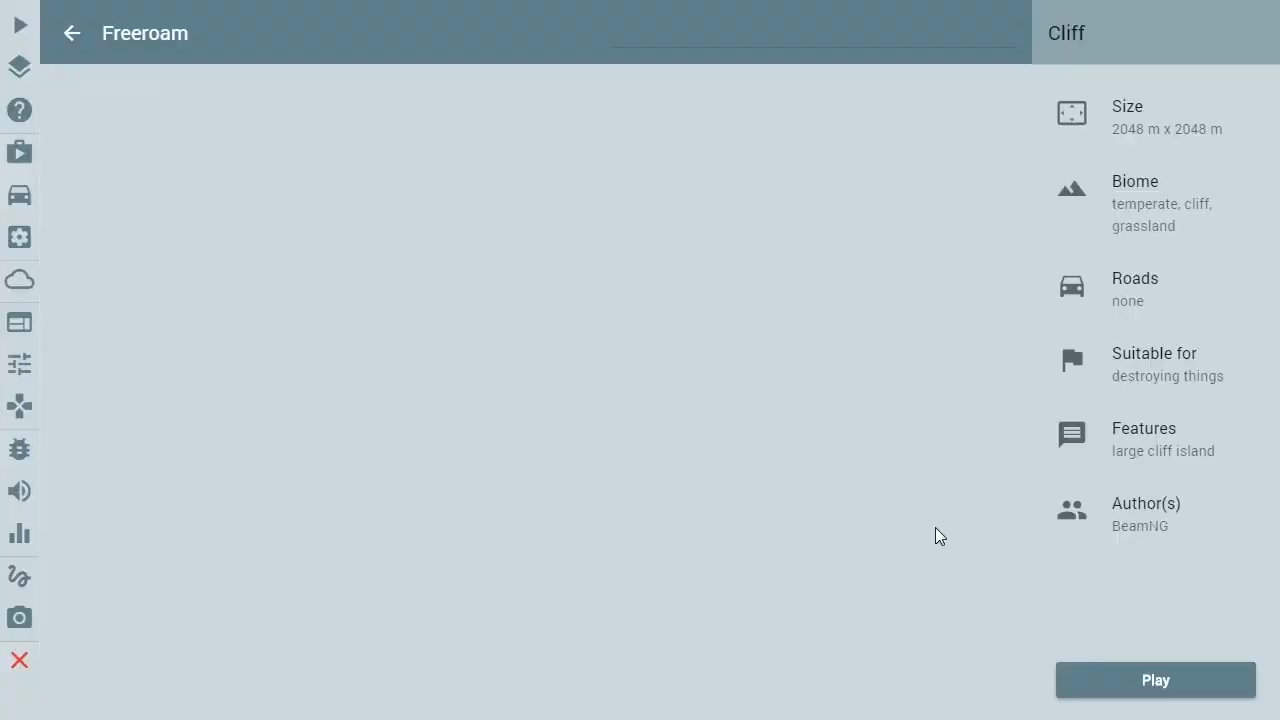 Freeroam
Cliff
Size
2048 m x 2048 m
Biome
temperate, cliff,
grassland
Roads
none
Suitable for
destroying things
Features
large cliff island
Author(s)
BeamNG
Play